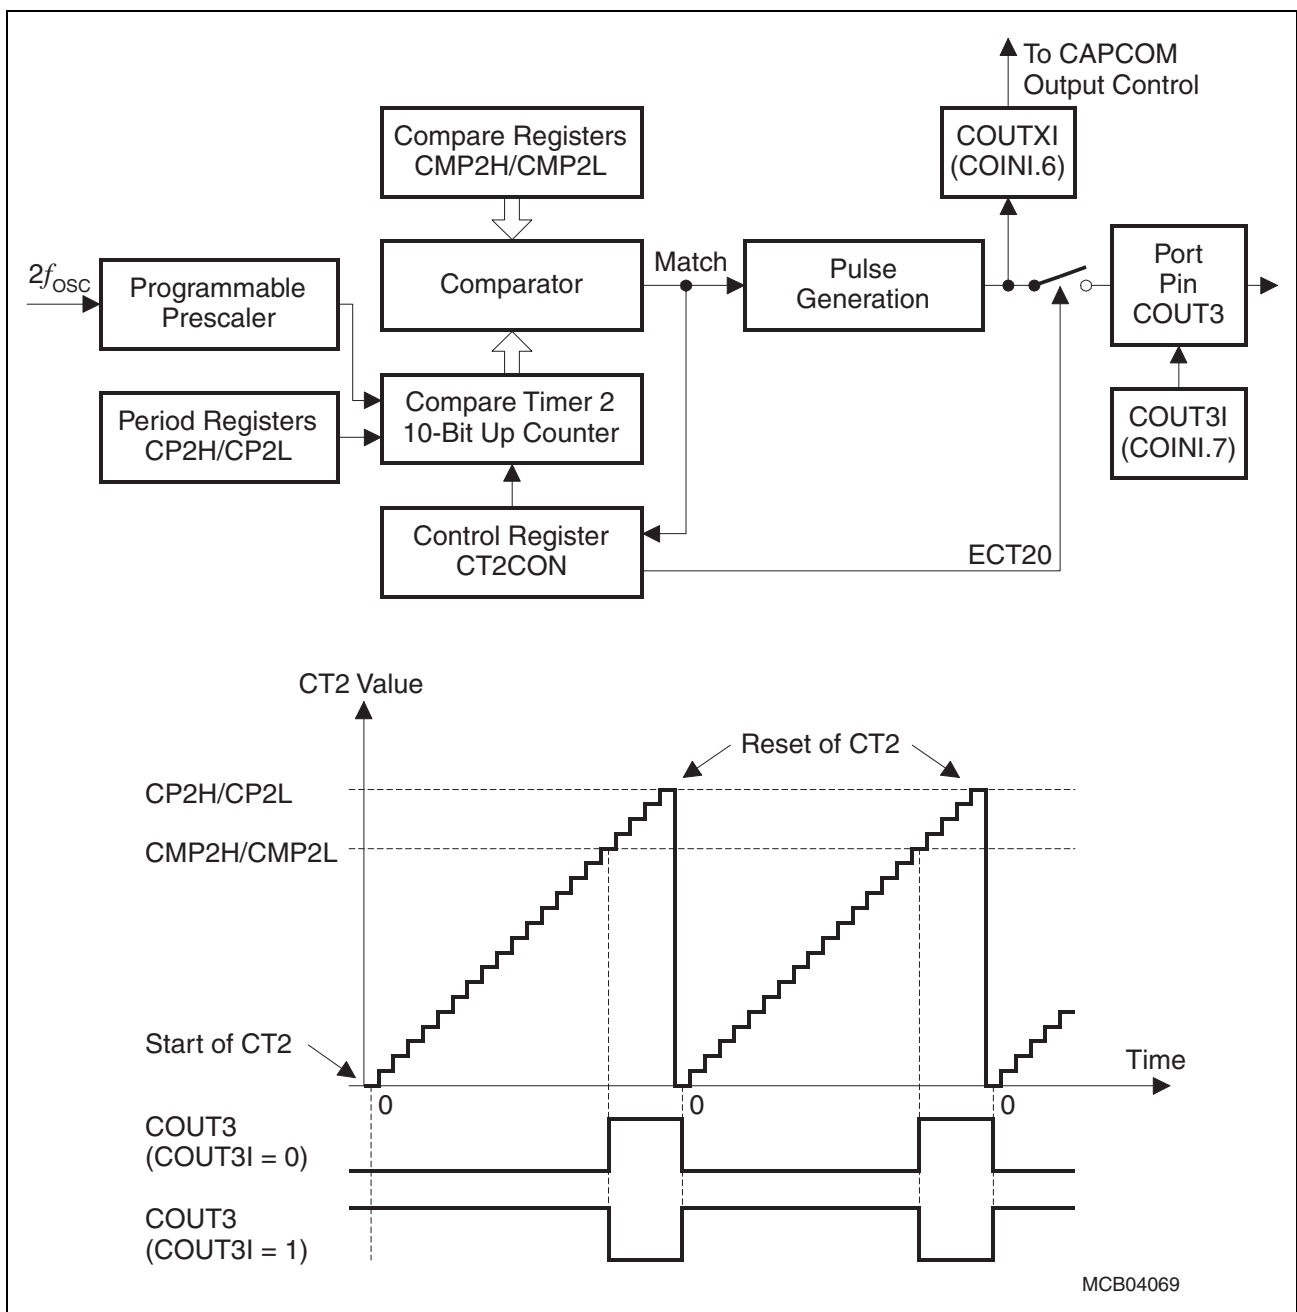 To CAPCOM
Output Control
Compare Registers
CMP2H/CMP2L
COUTXI
(COINI.6)
2fOSC
Programmable
Prescaler
Comparator
Match
Pulse
Generation
Port
Pin
COUT3
Period Registers
CP2H/CP2L
Compare Timer 2
10-Bit Up Counter
COUT3I
(COINI.7)
Control Register
CT2CON
ECT20
CT2 Value
Reset of CT2
CP2H/CP2L
CMP2H/CMP2L
Start of CT2
Time
0
0
0
COUT3
(COUT3I = 0)
COUT3
(COUT3I = 1)
MCB04069